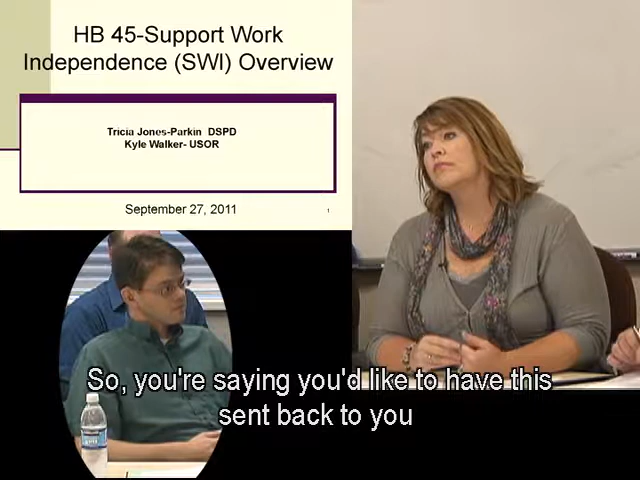 HB 45-Support Work
Independence (SWI) Overview
Tricia Jones-Parkin  DSPD
Kyle Walker- USOR
September 27, 2011
1
So, you're saying you'd like to have this
sent back to you